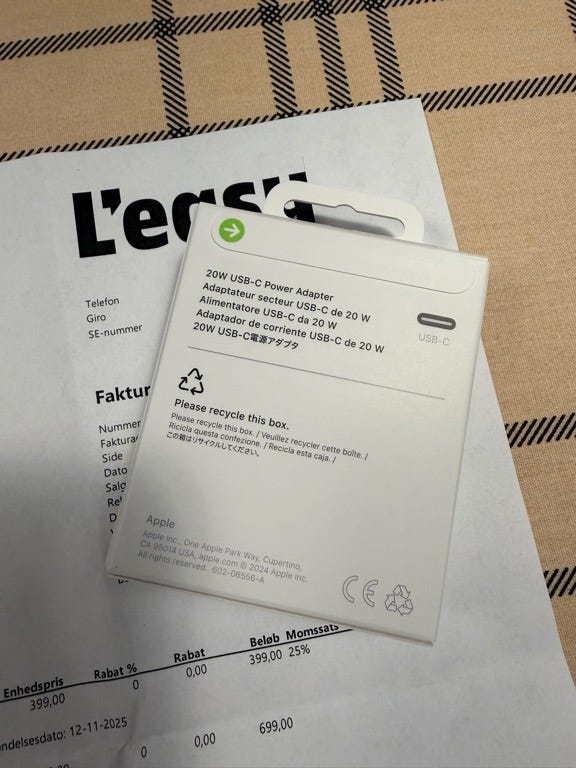 L'easy
Telefon
Giro
SE-nummer
Faktur
Nummer
Faktura
Side
Dato
Salg
Rek
20W USB-C Power Adapter
Adaptateur secteur USB-C de 20 W
Alimentatore USB-C da 20 W
Adaptador de corriente USB-C de 20 W
20W USB-C電源アダプタ
USB-C
Please recycle this box.
Please recycle this box. / Veuillez recycler cette boîte. /
Ricicla questa confezione. / Recicla esta caja. /
この箱はリサイクルしてください。
Apple
Apple Inc., One Apple Park Way, Cupertino,
CA 95014 USA, apple.com © 2024 Apple Inc.
All rights reserved. 602-06556-A
CE
Enhedspris Rabat % Rabat Beløb Momssats
399,00 0 0,00 399,00 25%
ndelsesdato: 12-11-2025
0 0,00 699,00